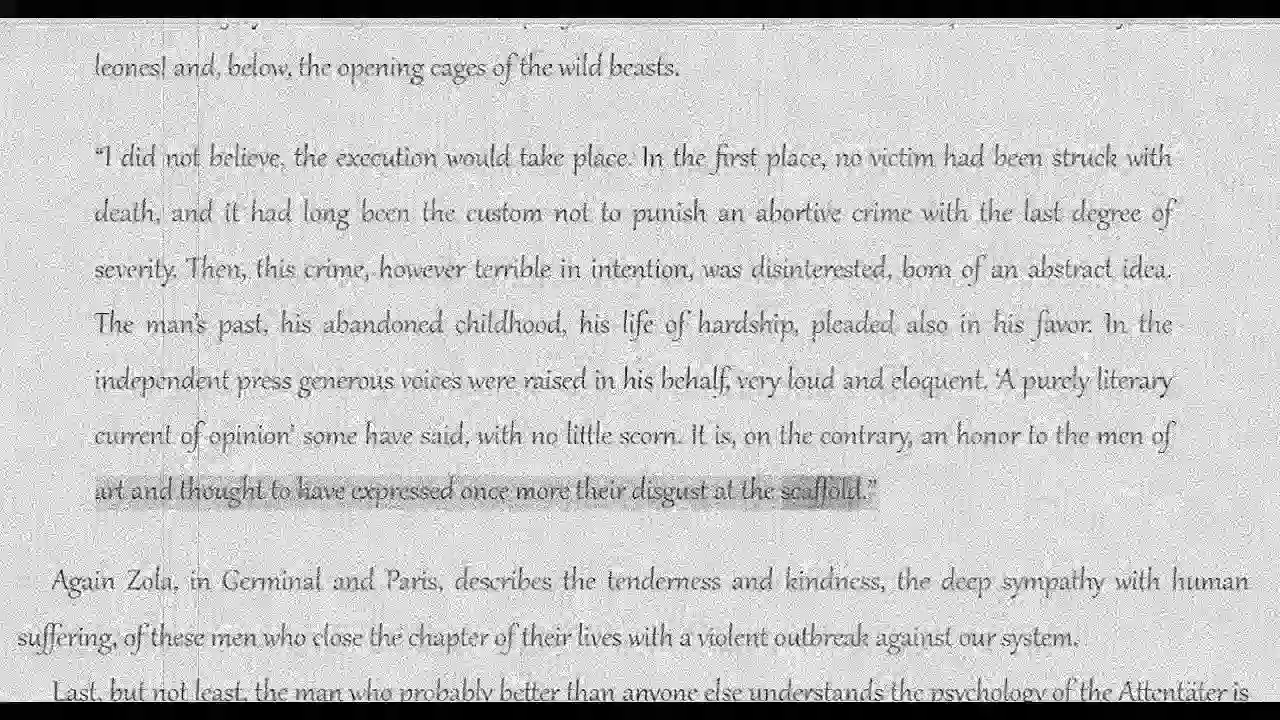 leones! and, below, the opening cages of the wild beasts.
“I did not believe, the execution would take place. In the first place, no victim had been struck with
death, and it had long been the custom not to punish an abortive crime with the last degree of
severity. Then, this crime, however terrible in intention, was disinterested, born of an abstract idea.
The man’s past, his abandoned childhood, his life of hardship, pleaded also in his favor. In the
independent press generous voices were raised in his behalf, very loud and eloquent. ‘A purely literary
current of opinion’ some have said, with no little scorn. It is, on the contrary, an honor to the men of
art and thought to have expressed once more their disgust at the scaffold.”
Again Zola, in Germinal and Paris, describes the tenderness and kindness, the deep sympathy with human
suffering, of these men who close the chapter of their lives with a violent outbreak against our system.
Last, but not least, the man who probably better than anyone else understands the psychology of the Attentäter is